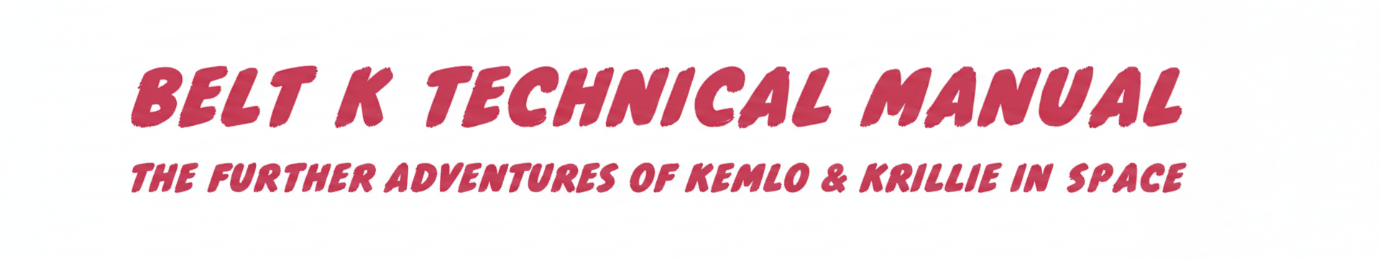 BELT K TECHNICAL MANUAL
THE FURTHER ADVENTURES OF KEMLO & KRILLIE IN SPACE